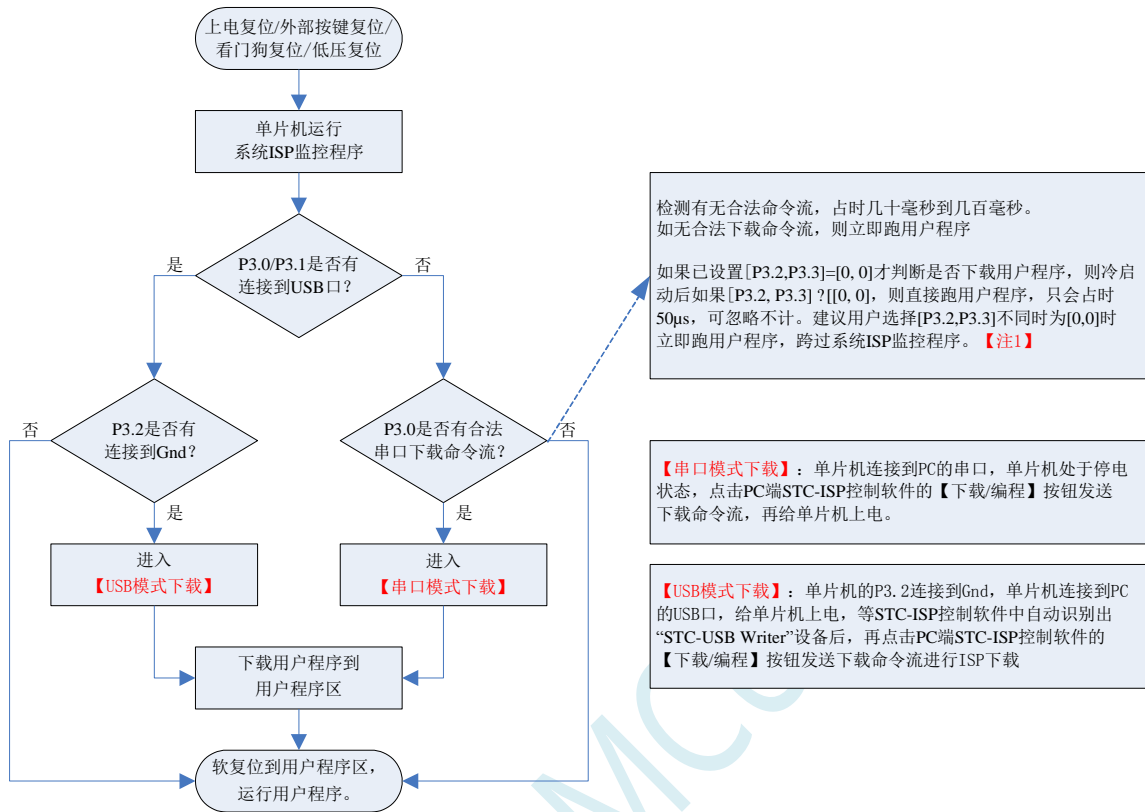 上电复位/外部按键复位/
看门狗复位/低压复位
单片机运行
系统ISP监控程序
P3.0/P3.1是否有
连接到USB口?
是
否
P3.2是否有
连接到Gnd?
否
是
P3.0是否有合法
串口下载命令流?
否
是
进入
【USB模式下载】
进入
【串口模式下载】
下载用户程序到
用户程序区
软复位到用户程序区,
运行用户程序。
检测有无合法命令流, 占时几十毫秒到几百毫秒。
如无合法下载命令流, 则立即跑用户程序
如果已设置[P3.2,P3.3]=[0, 0]才判断是否下载用户程序, 则冷启
动后如果[P3.2, P3.3] ?[[0, 0], 则直接跑用户程序, 只会占时
50μs, 可忽略不计。建议用户选择[P3.2,P3.3]不同时为[0,0]时
立即跑用户程序, 跨过系统ISP监控程序。【注1】
【串口模式下载】: 单片机连接到PC的串口, 单片机处于停电
状态, 点击PC端STC-ISP控制软件的【下载/编程】按钮发送
下载命令流, 再给单片机上电。
【USB模式下载】: 单片机的P3.2连接到Gnd, 单片机连接到PC
的USB口, 给单片机上电, 等STC-ISP控制软件中自动识别出
“STC-USB Writer”设备后, 再点击PC端STC-ISP控制软件的
【下载/编程】按钮发送下载命令流进行ISP下载
MC